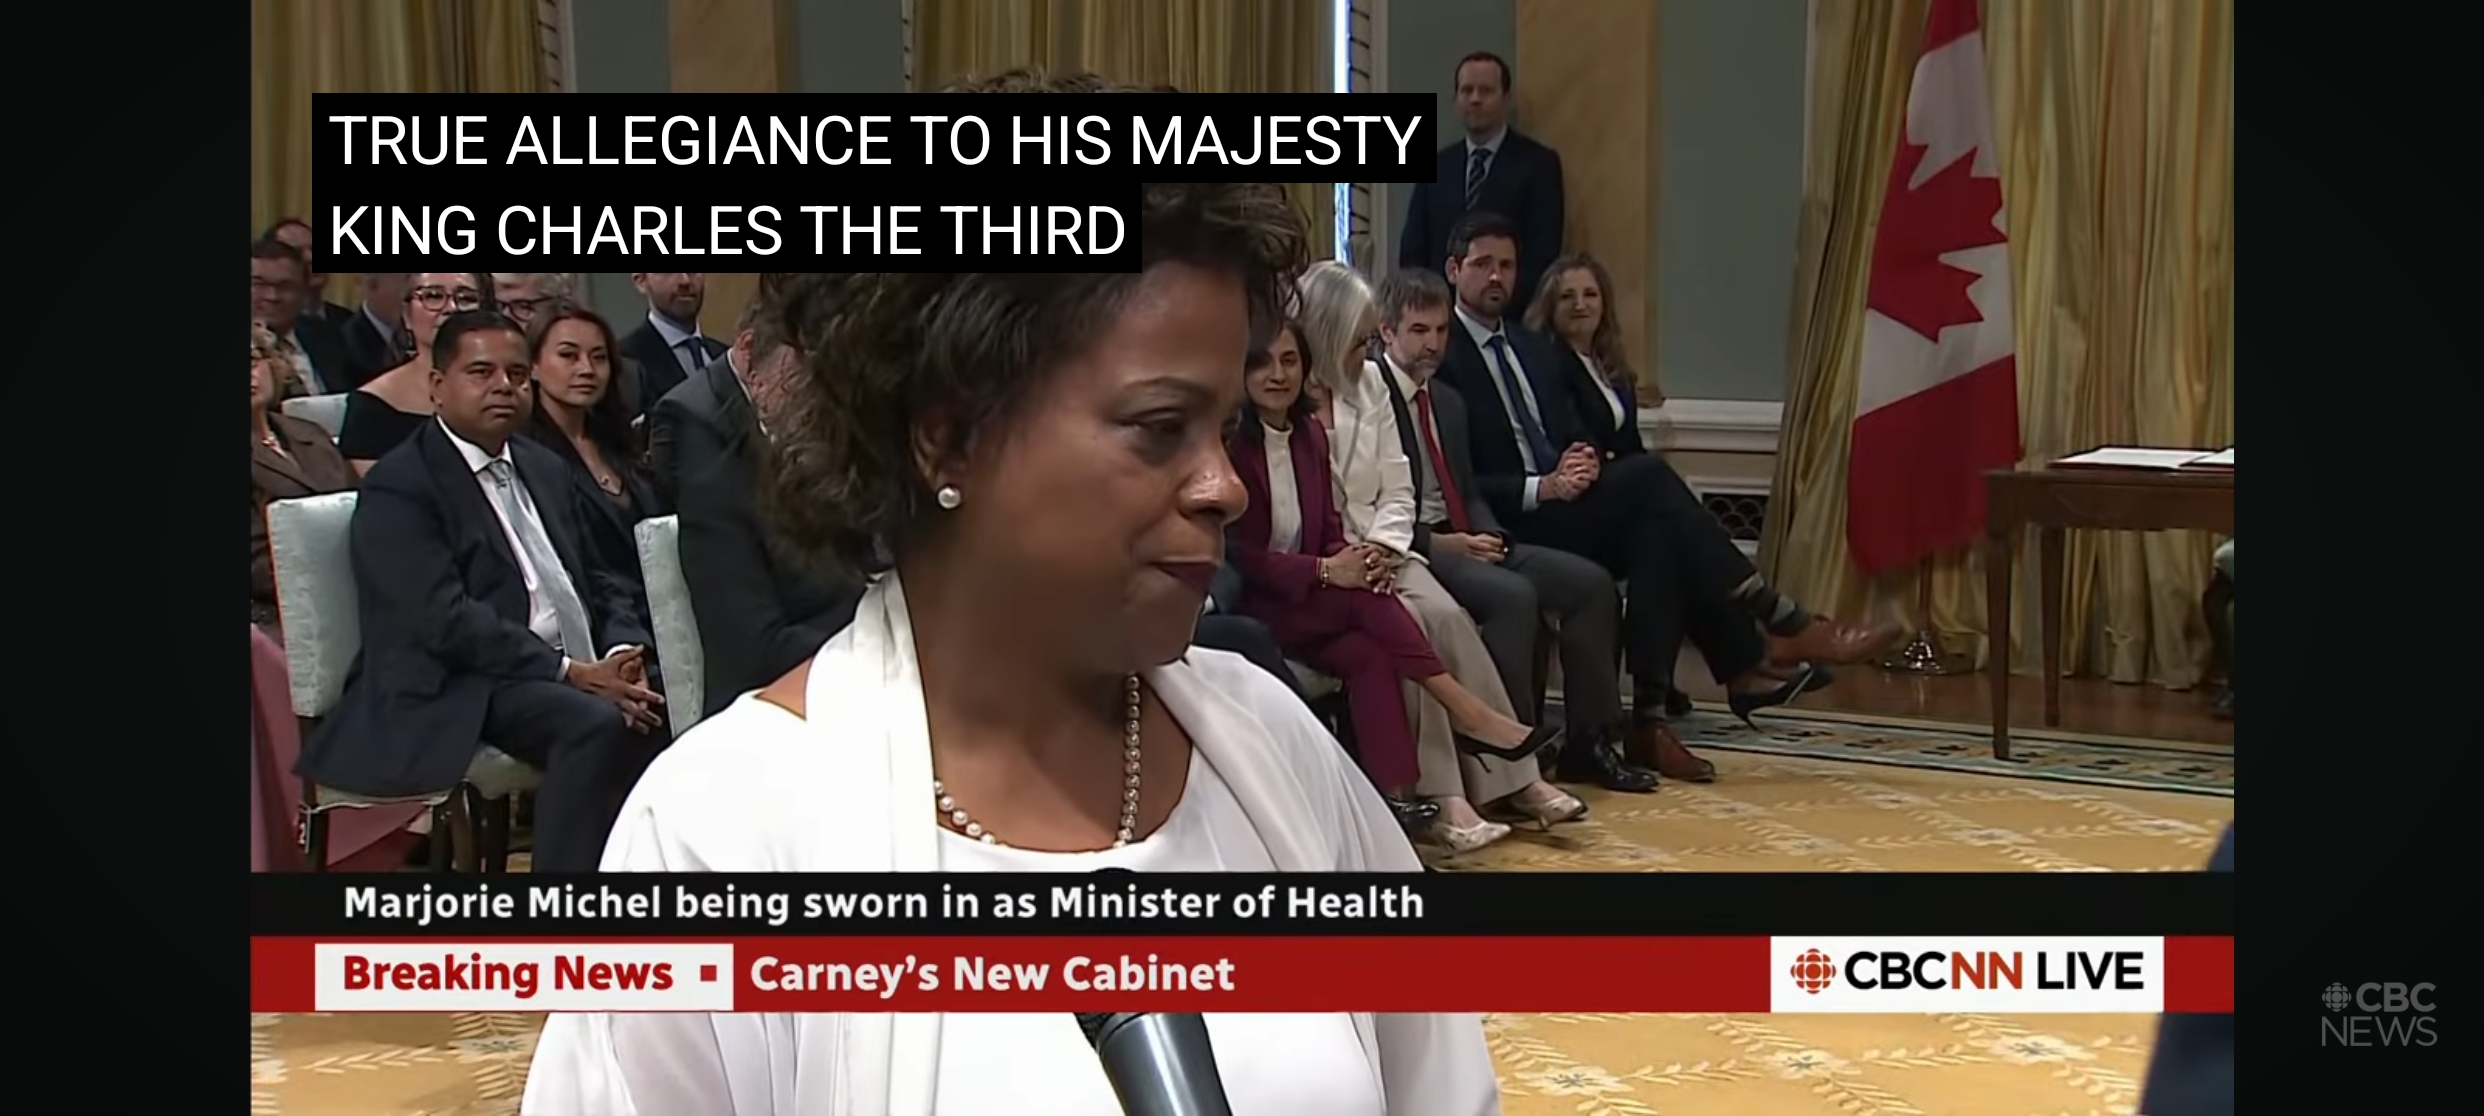 TRUE ALLEGIANCE TO HIS MAJESTY
KING CHARLES THE THIRD
Marjorie Michel being sworn in as Minister of Health
Breaking News ▪ Carney's New Cabinet
CBCNN LIVE
CBC
NEWS